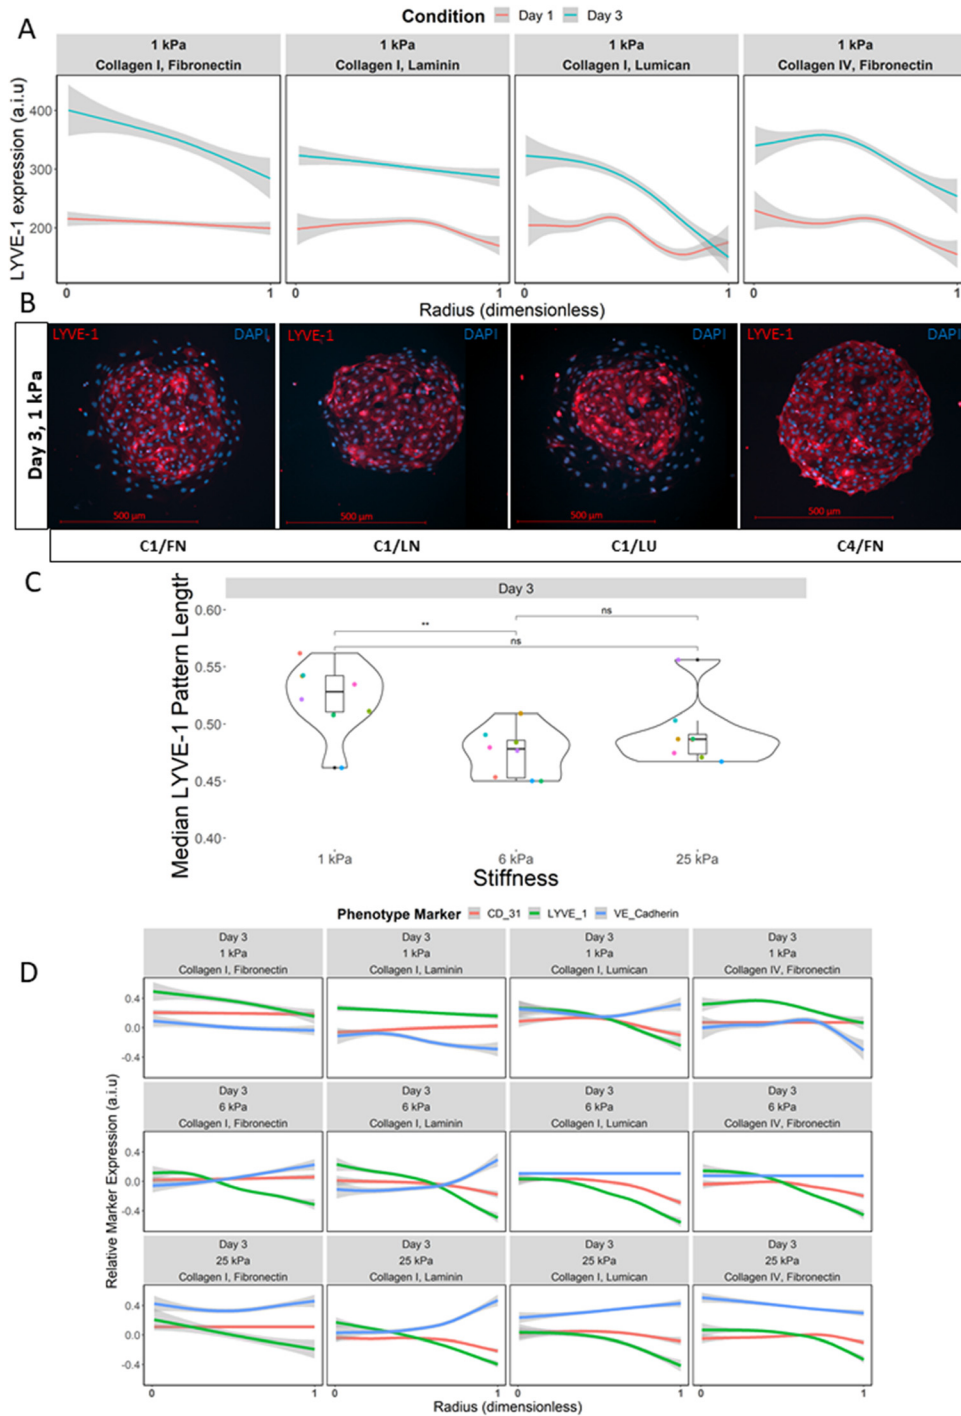 A
Condition Day 1 Day 3
1 kPa
Collagen I, Fibronectin
1 kPa
Collagen I, Laminin
1 kPa
Collagen I, Lumican
1 kPa
Collagen IV, Fibronectin
LYVE-1 expression (a.i.u)
400
300
200
0 1
0 1
0 1
0 1
Radius (dimensionless)
B
Day 3, 1 kPa
LYVE-1 DAPI
LYVE-1 DAPI
LYVE-1 DAPI
LYVE-1 DAPI
500 µm
500 µm
500 µm
500 µm
C1/FN
C1/LN
C1/LU
C4/FN
C
Day 3
Median LYVE-1 Pattern Length
0.60
0.55
0.50
0.45
0.40
ns
**
ns
1 kPa
6 kPa
25 kPa
Stiffness
D
Phenotype Marker CD_31 LYVE_1 VE_Cadherin
Relative Marker Expression (a.i.u)
Day 3
1 kPa
Collagen I, Fibronectin
Day 3
1 kPa
Collagen I, Laminin
Day 3
1 kPa
Collagen I, Lumican
Day 3
1 kPa
Collagen IV, Fibronectin
0.4
0.0
-0.4
Day 3
6 kPa
Collagen I, Fibronectin
Day 3
6 kPa
Collagen I, Laminin
Day 3
6 kPa
Collagen I, Lumican
Day 3
6 kPa
Collagen IV, Fibronectin
0.4
0.0
-0.4
Day 3
25 kPa
Collagen I, Fibronectin
Day 3
25 kPa
Collagen I, Laminin
Day 3
25 kPa
Collagen I, Lumican
Day 3
25 kPa
Collagen IV, Fibronectin
0.4
0.0
-0.4
0 1
0 1
0 1
0 1
Radius (dimensionless)